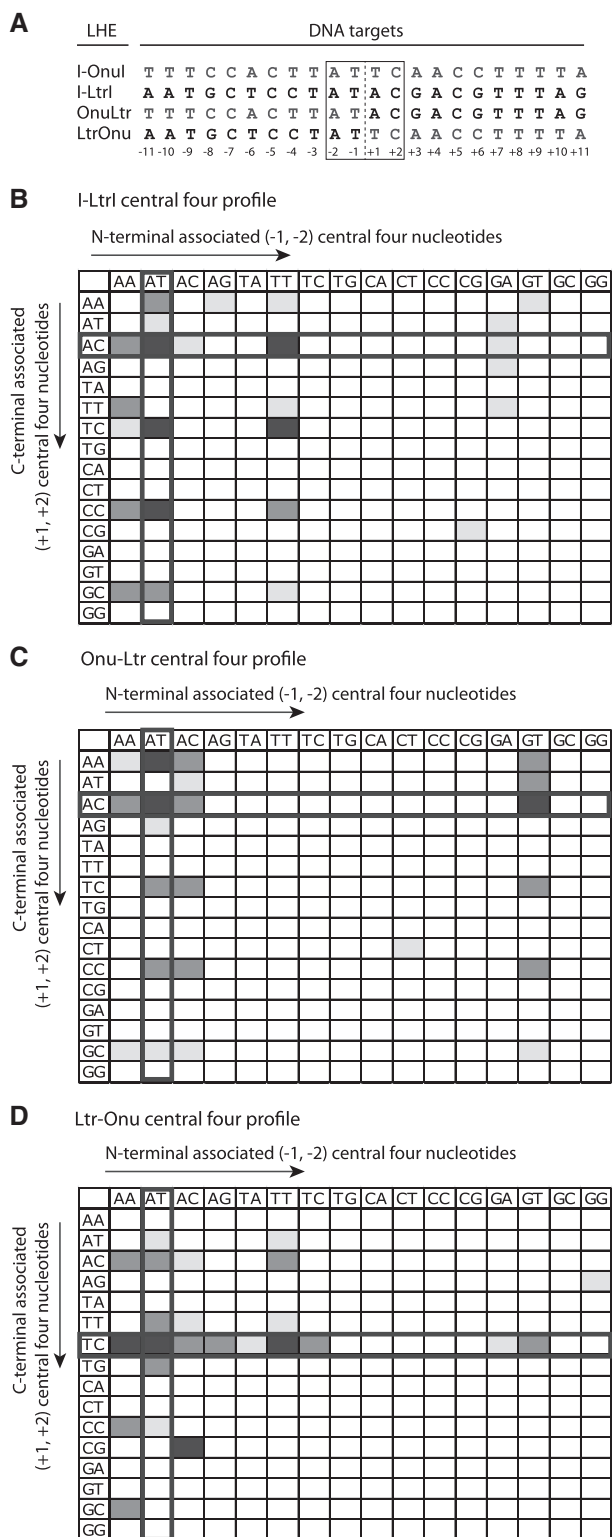 A
LHE DNA targets
I-OnuI T T T C C A C T T A T T C A A C C T T T T A
I-LtrI A A T G C T C C T A T A C G A C G T T T A G
OnuLtr T T T C C A C T T A T A C G A C G T T T A G
LtrOnu A A T G C T C C T A T T C A A C C T T T T A
-11 -10 -9 -8 -7 -6 -5 -4 -3 -2 -1 +1 +2 +3 +4 +5 +6 +7 +8 +9 +10 +11
B I-LtrI central four profile
N-terminal associated (-1, -2) central four nucleotides
C-terminal associated
(+1, +2) central four nucleotides
AA AT AC AG TA TT TC TG CA CT CC CG GA GT GC GG
AA
AT
AC
AG
TA
TT
TC
TG
CA
CT
CC
CG
GA
GT
GC
GG
C Onu-Ltr central four profile
N-terminal associated (-1, -2) central four nucleotides
C-terminal associated
(+1, +2) central four nucleotides
AA AT AC AG TA TT TC TG CA CT CC CG GA GT GC GG
AA
AT
AC
AG
TA
TT
TC
TG
CA
CT
CC
CG
GA
GT
GC
GG
D Ltr-Onu central four profile
N-terminal associated (-1, -2) central four nucleotides
C-terminal associated
(+1, +2) central four nucleotides
AA AT AC AG TA TT TC TG CA CT CC CG GA GT GC GG
AA
AT
AC
AG
TA
TT
TC
TG
CA
CT
CC
CG
GA
GT
GC
GG